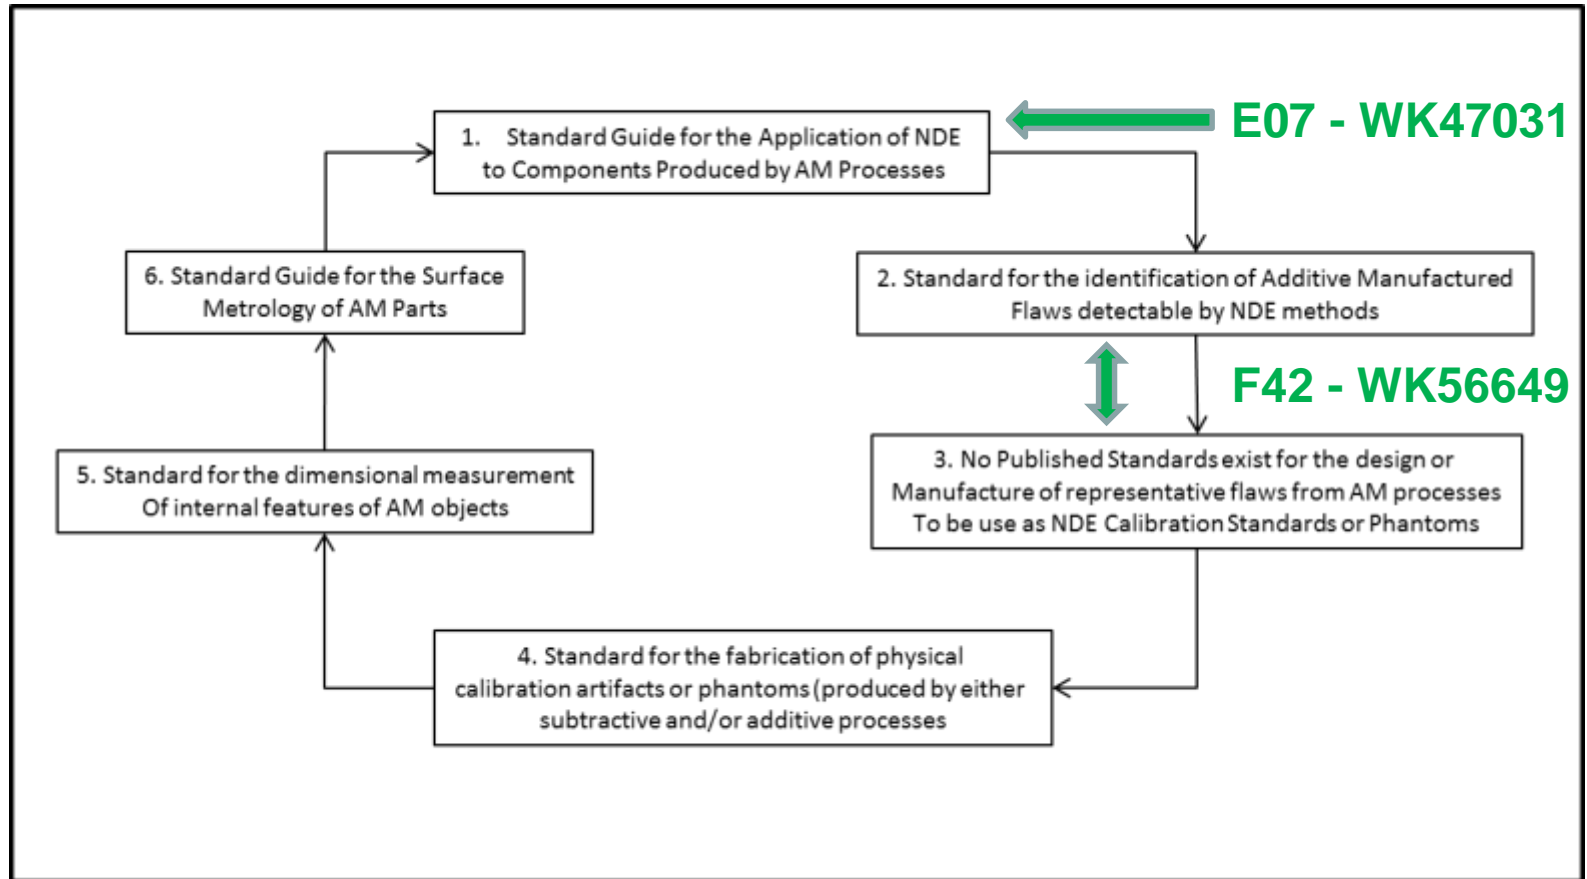 1. Standard Guide for the Application of NDE
to Components Produced by AM Processes
E07 - WK47031
2. Standard for the identification of Additive Manufactured
Flaws detectable by NDE methods
F42 - WK56649
3. No Published Standards exist for the design or
Manufacture of representative flaws from AM processes
To be use as NDE Calibration Standards or Phantoms
4. Standard for the fabrication of physical
calibration artifacts or phantoms (produced by either
subtractive and/or additive processes
5. Standard for the dimensional measurement
Of internal features of AM objects
6. Standard Guide for the Surface
Metrology of AM Parts